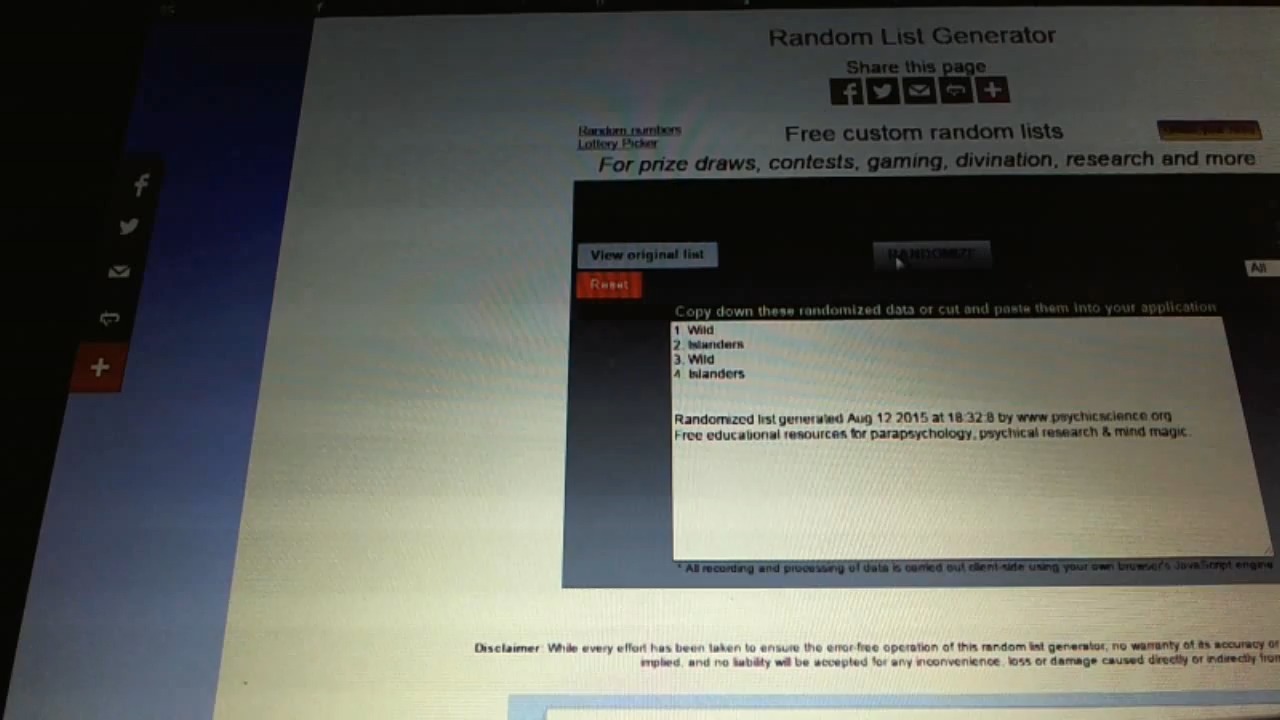 Random List Generator
Share this page
Random numbers
Lottery Picker
Free custom random lists
For prize draws, contests, gaming, divination, research and more
View original list
RANDOMIZE
All
Reset
Copy down these randomized data or cut and paste them into your application
1. Wild
2. Islanders
3. Wild
4. Islanders
Randomized list generated Aug 12 2015 at 18:32:8 by www.psychicscience.org
Free educational resources for parapsychology, psychical research & mind magic.
* All recording and processing of data is carried out client-side using your own browser's JavaScript engine
Disclaimer: While every effort has been taken to ensure the error-free operation of this random list generator, no warranty of its accuracy or
implied, and no liability will be accepted for any inconvenience, loss or damage caused directly or indirectly from